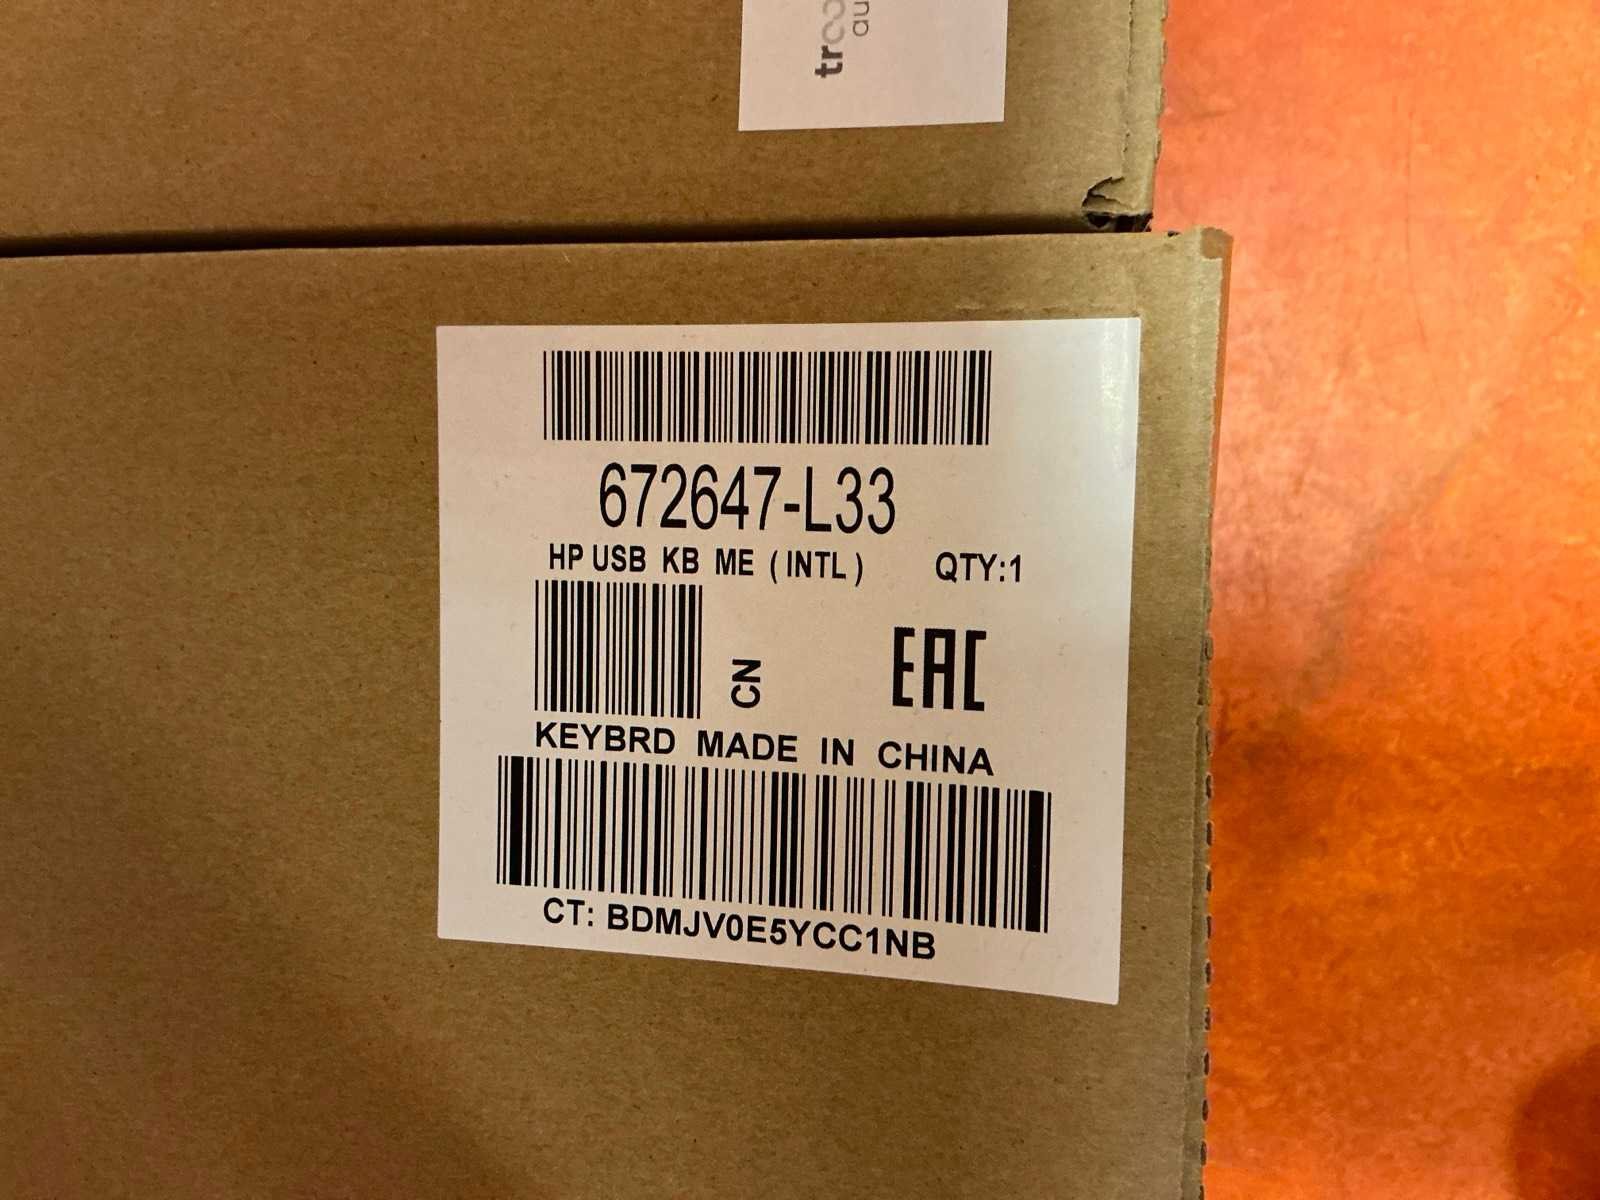 672647-L33
HP USB KB ME (INTL) QTY:1
CN
EAC
KEYBRD MADE IN CHINA
CT: BDMJV0E5YCC1NB